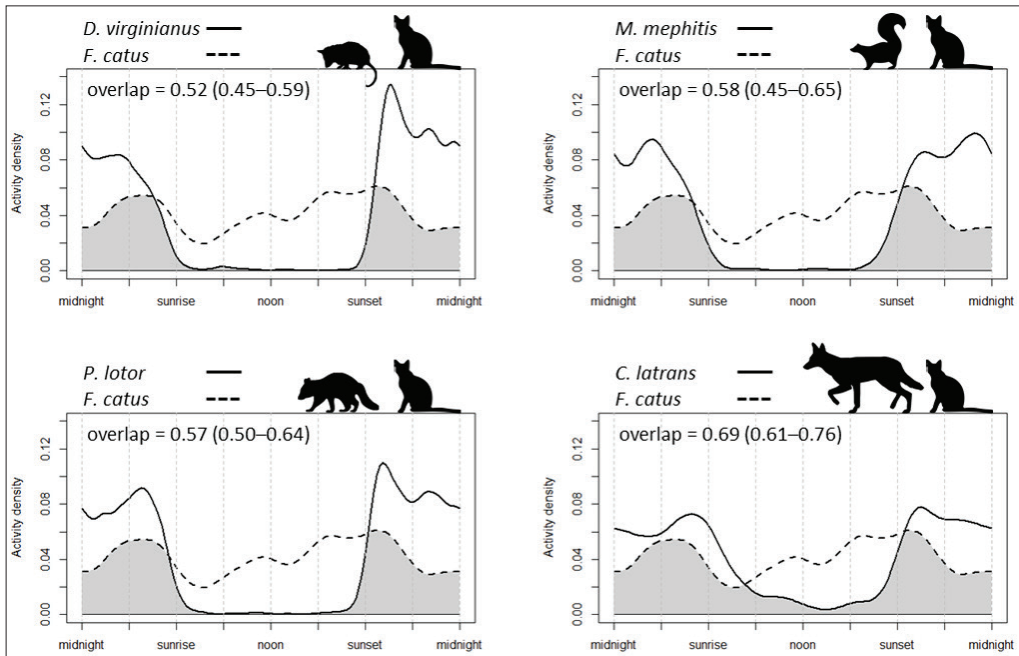 D. virginianus
F. catus
overlap = 0.52 (0.45–0.59)
Activity density
0.12
0.08
0.04
0.00
midnight sunrise noon sunset midnight
M. mephitis
F. catus
overlap = 0.58 (0.45–0.65)
Activity density
0.12
0.08
0.04
0.00
midnight sunrise noon sunset midnight
P. lotor
F. catus
overlap = 0.57 (0.50–0.64)
Activity density
0.12
0.08
0.04
0.00
midnight sunrise noon sunset midnight
C. latrans
F. catus
overlap = 0.69 (0.61–0.76)
Activity density
0.12
0.08
0.04
0.00
midnight sunrise noon sunset midnight